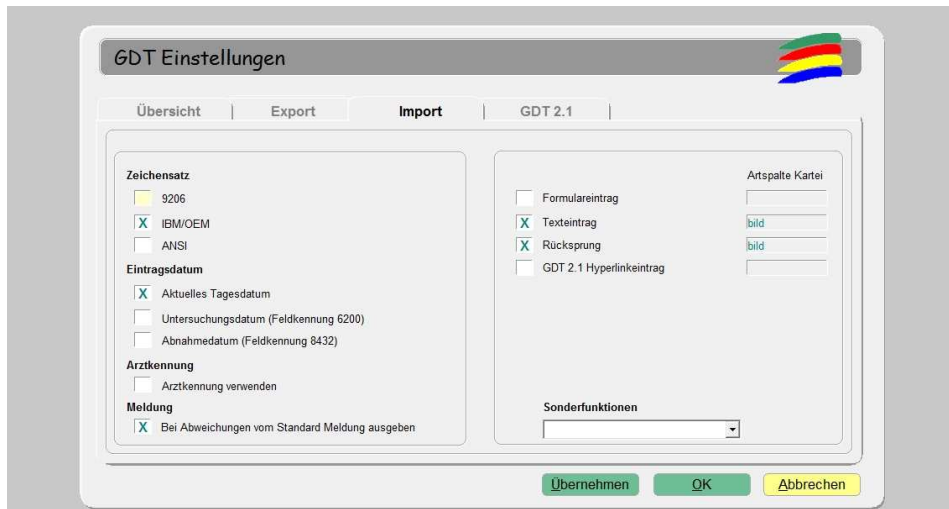 GDT Einstellungen
Übersicht | Export | Import | GDT 2.1 |
Zeichensatz
9206
X IBM/OEM
ANSI
Eintragsdatum
X Aktuelles Tagesdatum
Untersuchungsdatum (Feldkennung 6200)
Abnahmedatum (Feldkennung 8432)
Arztkennung
Arztkennung verwenden
Meldung
X Bei Abweichungen vom Standard Meldung ausgeben
Artspalte Kartei
Formulareintrag
X Texteintrag bild
X Rücksprung bild
GDT 2.1 Hyperlinkeintrag
Sonderfunktionen
Übernehmen OK Abbrechen